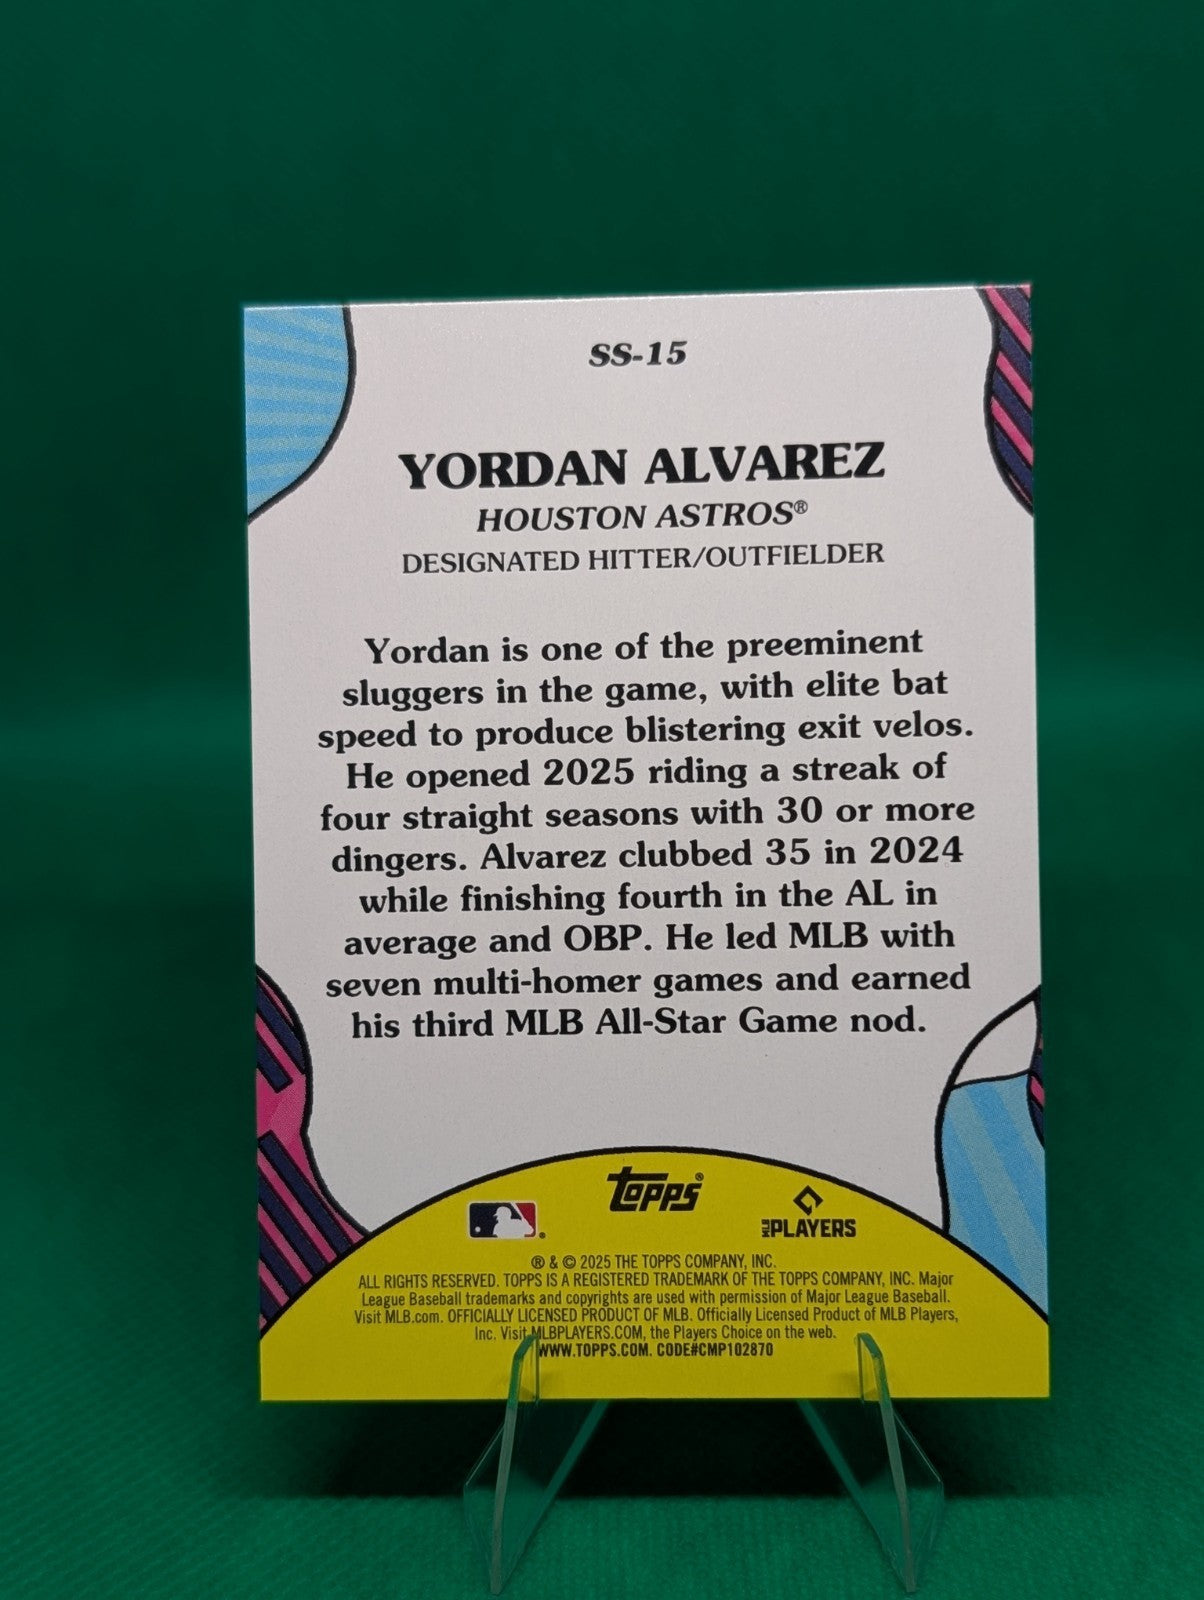 SS-15
YORDAN ALVAREZ
HOUSTON ASTROS®
DESIGNATED HITTER/OUTFIELDER
Yordan is one of the preeminent
sluggers in the game, with elite bat
speed to produce blistering exit velos.
He opened 2025 riding a streak of
four straight seasons with 30 or more
dingers. Alvarez clubbed 35 in 2024
while finishing fourth in the AL in
average and OBP. He led MLB with
seven multi-homer games and earned
his third MLB All-Star Game nod.
Topps®
MLB PLAYERS
® & © 2025 THE TOPPS COMPANY, INC.
ALL RIGHTS RESERVED. TOPPS IS A REGISTERED TRADEMARK OF THE TOPPS COMPANY, INC. Major
League Baseball trademarks and copyrights are used with permission of Major League Baseball.
Visit MLB.com. OFFICIALLY LICENSED PRODUCT OF MLB. Officially Licensed Product of MLB Players,
Inc. Visit MLBPLAYERS.COM, the Players Choice on the web.
WWW.TOPPS.COM. CODE#CMP102870